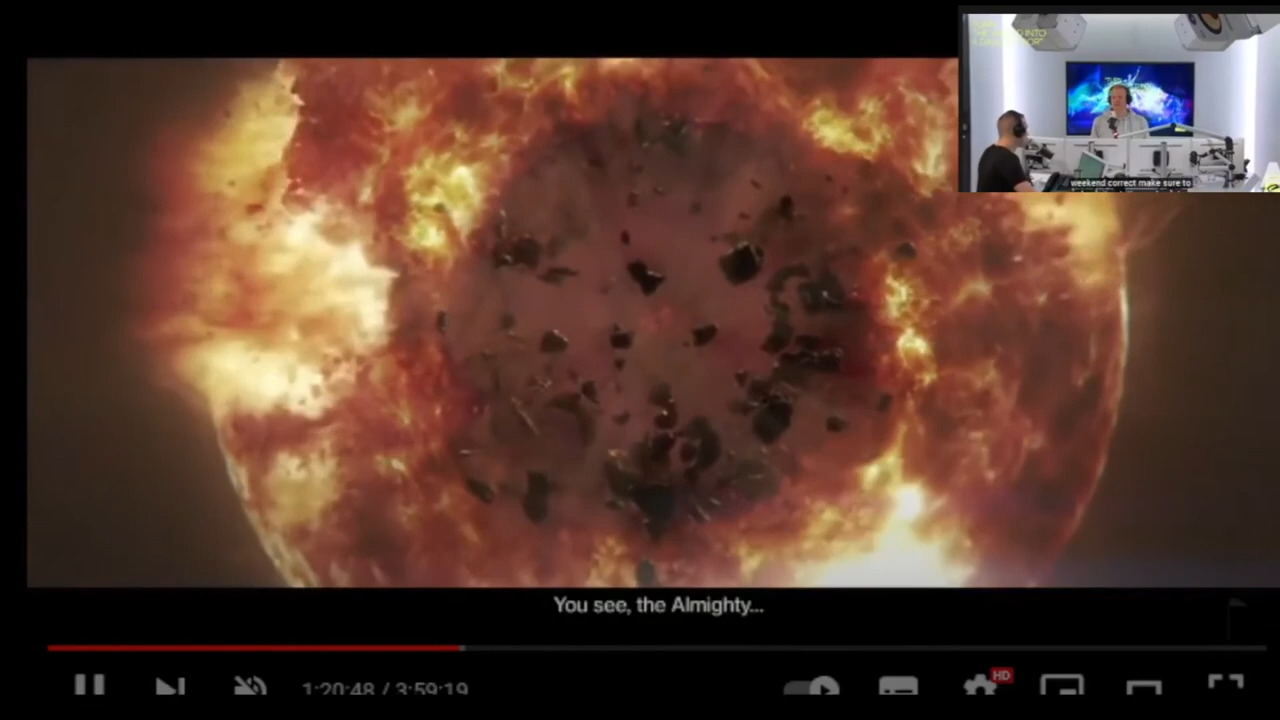 weekend correct make sure to
You see, the Almighty...
HD
1:20:48 / 3:59:19